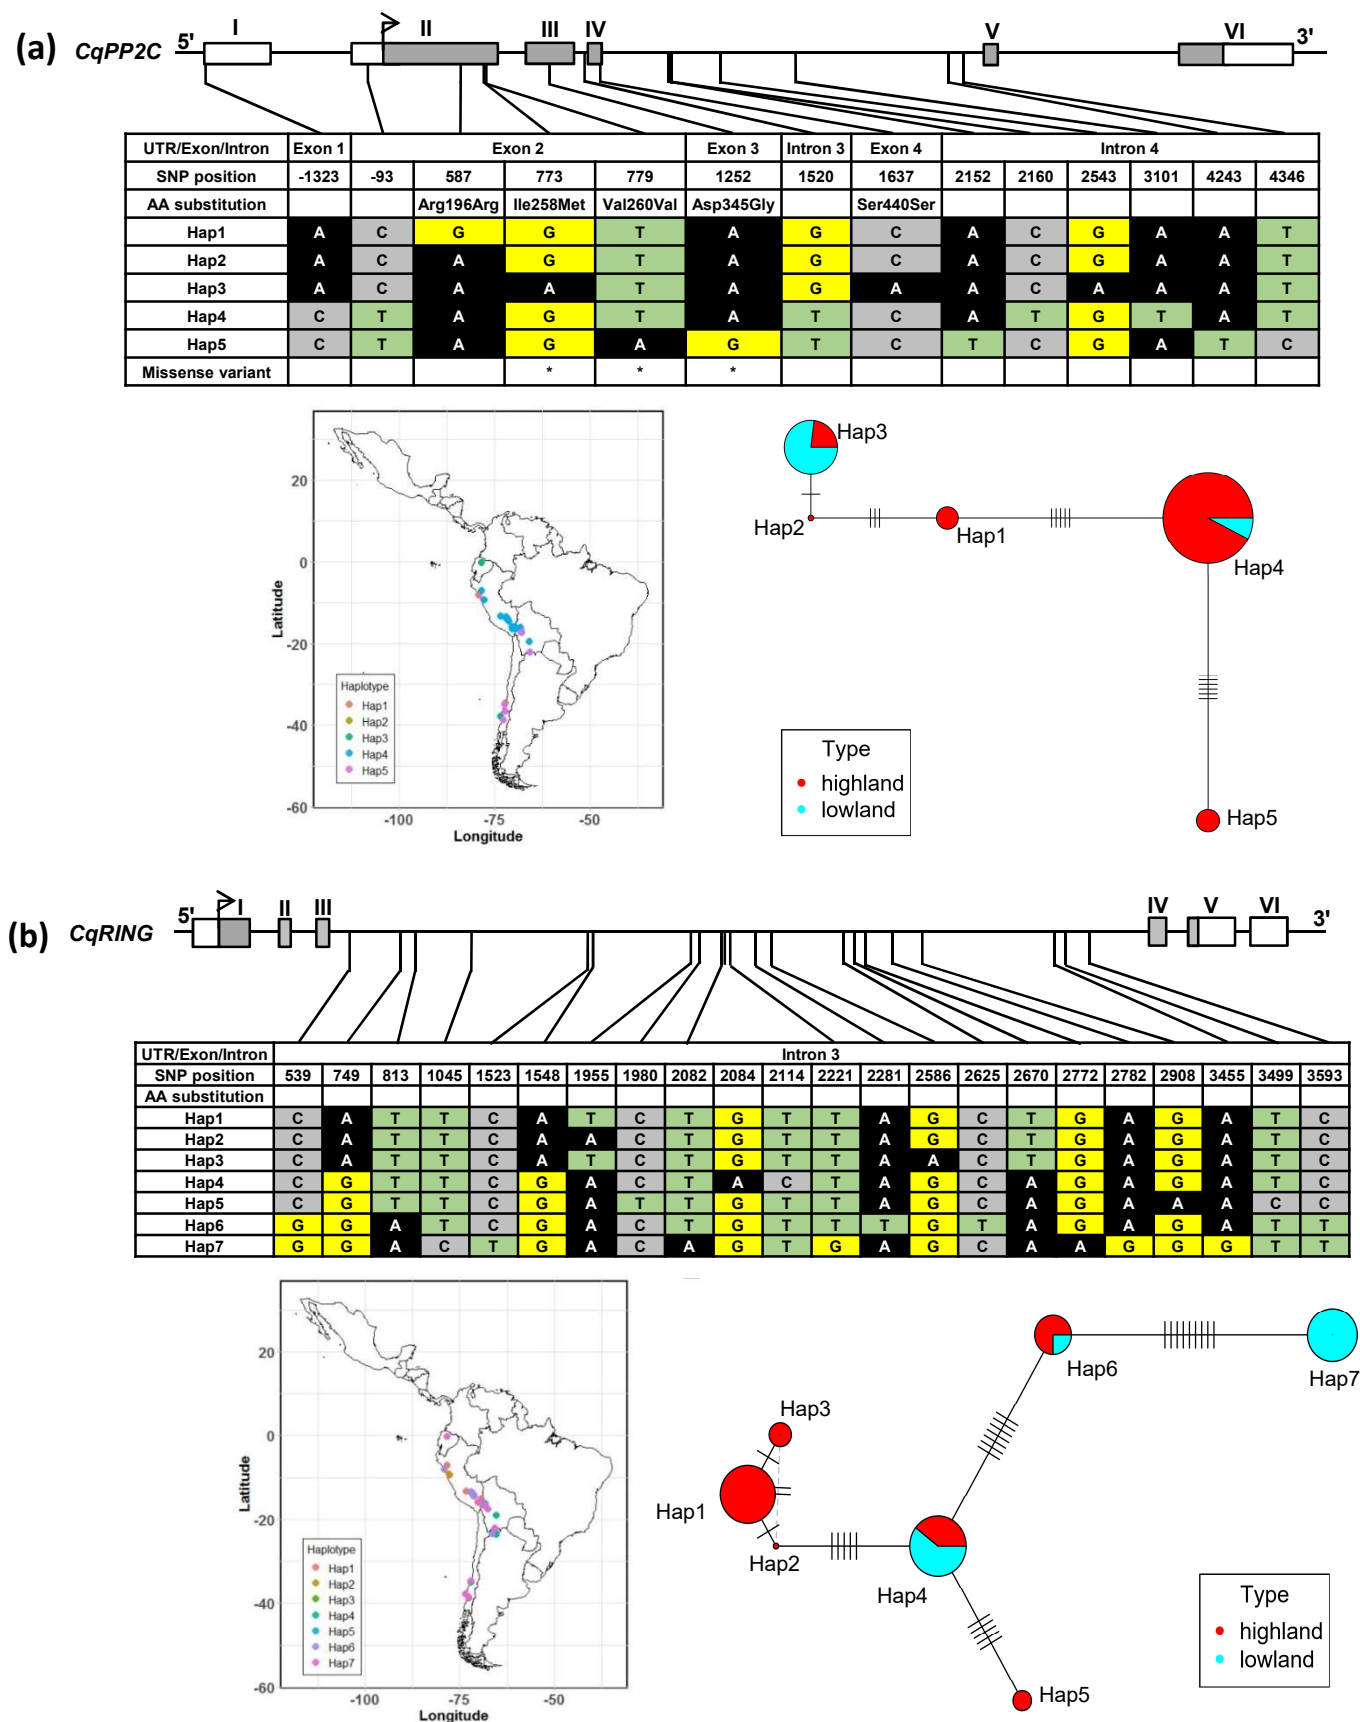 (a) CqPP2C 5' I II III IV V VI 3'
UTR/Exon/Intron Exon 1 Exon 2 Exon 3 Intron 3 Exon 4 Intron 4
SNP position -1323 -93 587 773 779 1252 1520 1637 2152 2160 2543 3101 4243 4346
AA substitution Arg196Arg Ile258Met Val260Val Asp345Gly Ser440Ser
Hap1 A C G G T A G C A C G A A T
Hap2 A C A G T A G C A C G A A T
Hap3 A C A A T A G A A C A A A T
Hap4 C T A G T A T C A T G T A T
Hap5 C T A G A G T C T C G A T C
Missense variant * * *
20
0
-20
-40
-60
Latitude
-100 -75 -50
Longitude
Haplotype
Hap1
Hap2
Hap3
Hap4
Hap5
Hap3
Hap2
Hap1
Hap4
Hap5
Type
highland
lowland
(b) CqRING 5' I II III IV V VI 3'
UTR/Exon/Intron Intron 3
SNP position 539 749 813 1045 1523 1548 1955 1980 2082 2084 2114 2221 2281 2586 2625 2670 2772 2782 2908 3455 3499 3593
AA substitution
Hap1 C A T T C A T C T G T T A G C T G A G A T C
Hap2 C A T T C A A C T G T T A G C T G A G A T C
Hap3 C A T T C A T C T G T T A A C T G A G A T C
Hap4 C G T T C G A C T A C T A G C A G A G A T C
Hap5 C G T T C G A T T G T T A G C A G A A A C C
Hap6 G G A T C G A C T G T T T G T A G A G A T T
Hap7 G G A C T G A C A G T G A G C A A G G G T T
20
0
-20
-40
-60
Latitude
-100 -75 -50
Longitude
Haplotype
Hap1
Hap2
Hap3
Hap4
Hap5
Hap6
Hap7
Hap6
Hap7
Hap3
Hap1
Hap2
Hap4
Hap5
Type
highland
lowland